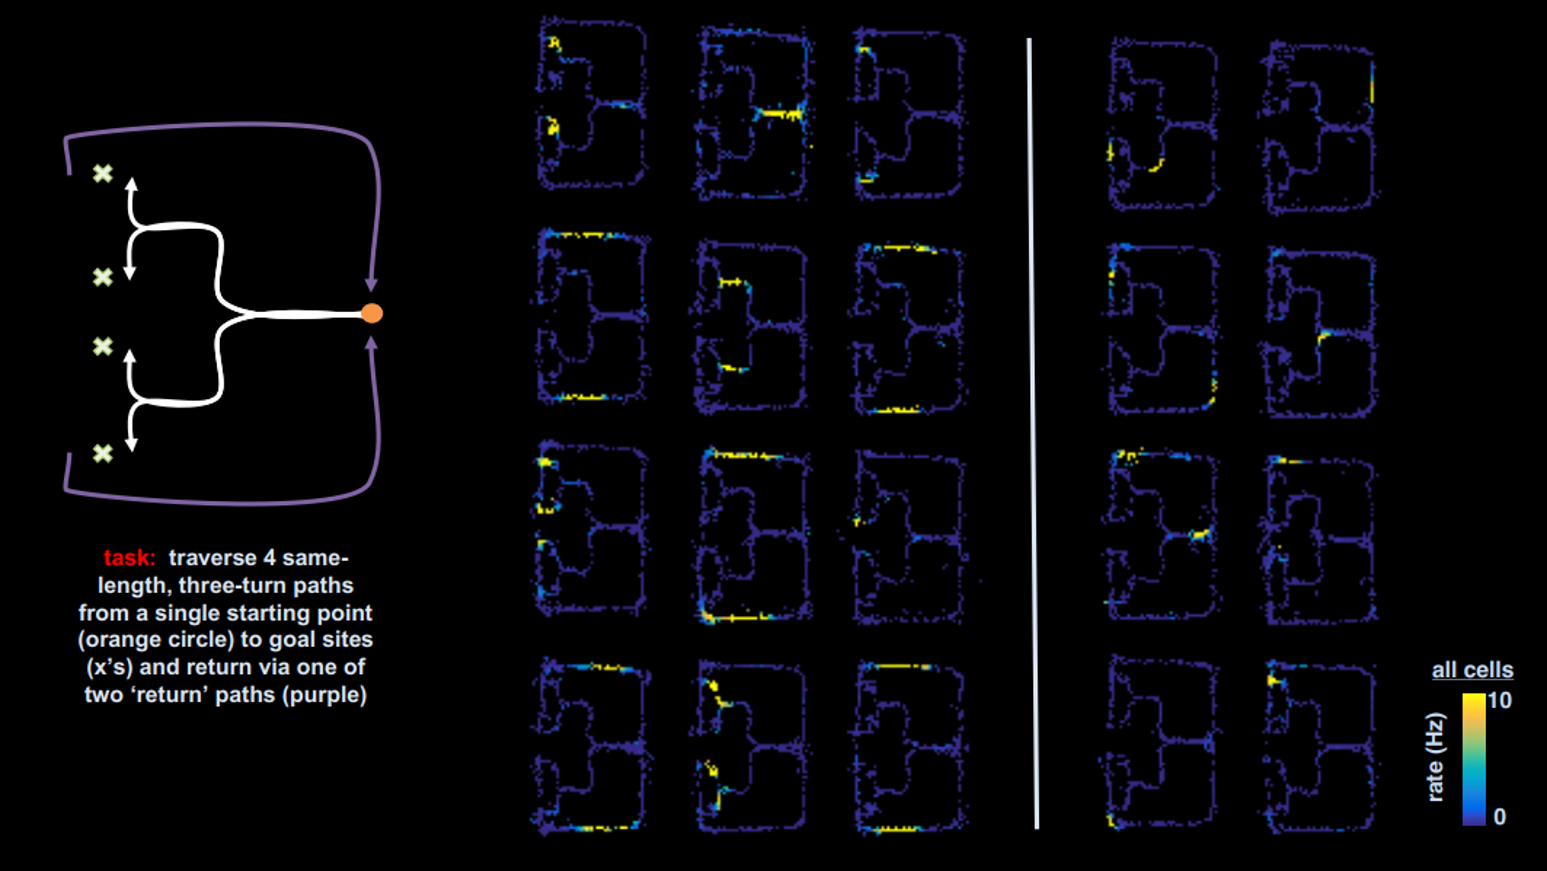 task: traverse 4 same-
length, three-turn paths
from a single starting point
(orange circle) to goal sites
(x's) and return via one of
two ‘return’ paths (purple)
all cells
10
rate (Hz)
0